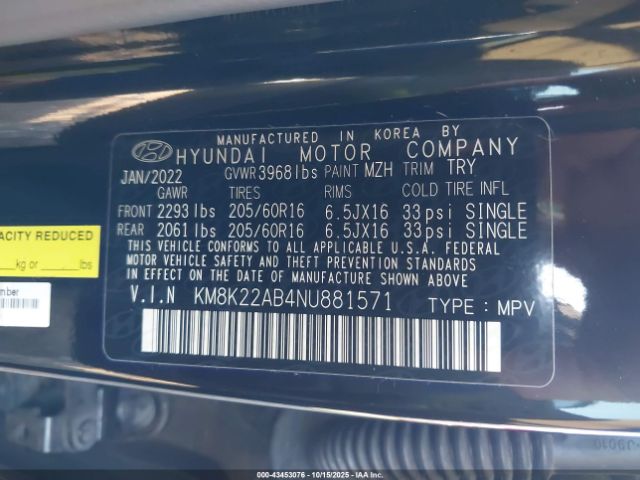 MANUFACTURED IN KOREA BY
HYUNDAI MOTOR COMPANY
JAN/2022 GVWR 3968 lbs PAINT MZH TRIM TRY
GAWR TIRES RIMS COLD TIRE INFL
FRONT 2293 lbs 205/60R16 6.5JX16 33psi SINGLE
REAR 2061 lbs 205/60R16 6.5JX16 33psi SINGLE
THIS VEHICLE CONFORMS TO ALL APPLICABLE U.S.A. FEDERAL
MOTOR VEHICLE SAFETY AND THEFT PREVENTION STANDARDS
IN EFFECT ON THE DATE OF MANUFACTURE SHOWN ABOVE.
V.I.N KM8K22AB4NU881571 TYPE : MPV
ACITY REDUCED
kg or lbs
mber
000-43453076 - 10/15/2025 - IAAI.COM